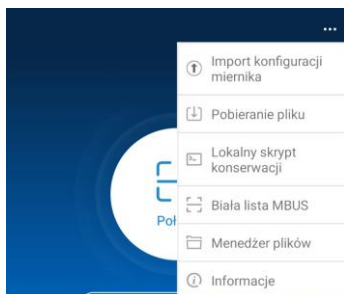 Import konfiguracji
miernika
Pobieranie pliku
Lokalny skrypt
konserwacji
Biała lista MBUS
Menedżer plików
Informacje